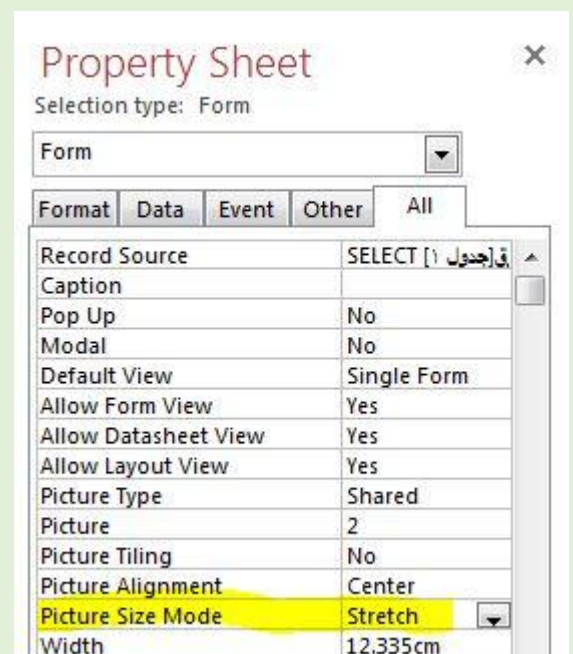 Property Sheet
Selection type: Form
Form
Format Data Event Other All
Record Source SELECT [جدول ١]
Caption
Pop Up No
Modal No
Default View Single Form
Allow Form View Yes
Allow Datasheet View Yes
Allow Layout View Yes
Picture Type Shared
Picture 2
Picture Tiling No
Picture Alignment Center
Picture Size Mode Stretch
Width 12.335cm